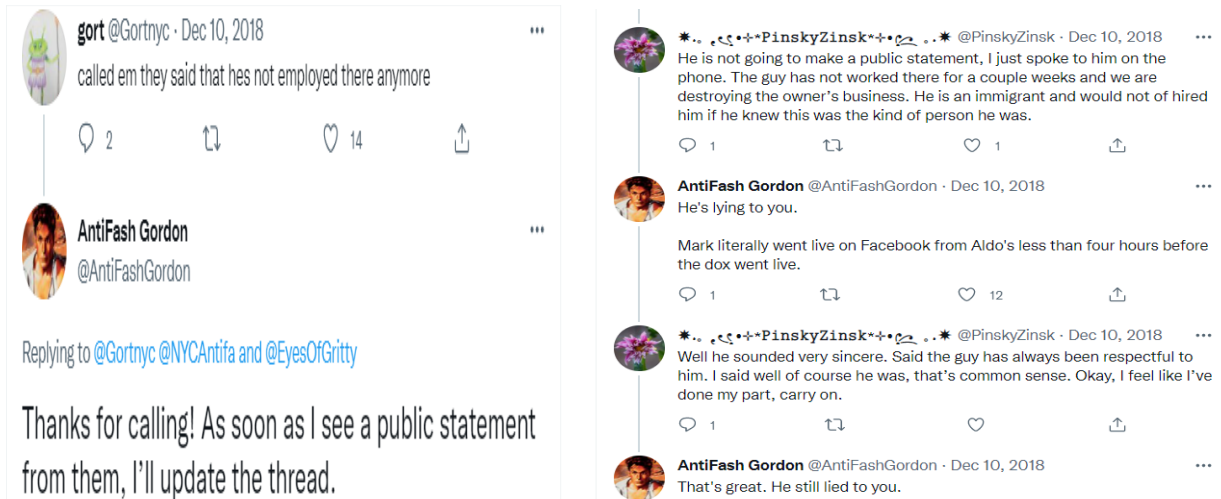 gort @Gortnyc · Dec 10, 2018
called em they said that hes not employed there anymore
2 14
AntiFash Gordon
@AntiFashGordon
Replying to @Gortnyc @NYCAntifa and @EyesOfGritty
Thanks for calling! As soon as I see a public statement
from them, I'll update the thread.
PinskyZinsk @PinskyZinsk · Dec 10, 2018
He is not going to make a public statement, I just spoke to him on the
phone. The guy has not worked there for a couple weeks and we are
destroying the owner's business. He is an immigrant and would not of hired
him if he knew this was the kind of person he was.
1 1
AntiFash Gordon @AntiFashGordon · Dec 10, 2018
He's lying to you.
Mark literally went live on Facebook from Aldo's less than four hours before
the dox went live.
1 12
PinskyZinsk @PinskyZinsk · Dec 10, 2018
Well he sounded very sincere. Said the guy has always been respectful to
him. I said well of course he was, that's common sense. Okay, I feel like I've
done my part, carry on.
1
AntiFash Gordon @AntiFashGordon · Dec 10, 2018
That's great. He still lied to you.